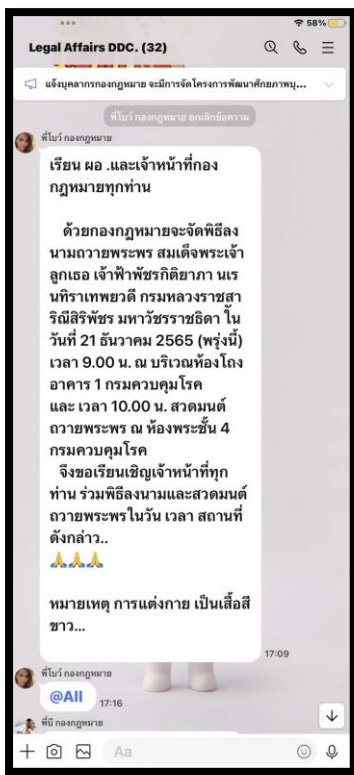 58%
Legal Affairs DDC. (32)
แจ้งบุคลากรกองกฎหมาย จะมีการจัดโครงการพัฒนาศักยภาพบุ...
พี่โบว์ กองกฎหมาย ยกเลิกข้อความ
พี่โบว์ กองกฎหมาย
เรียน ผอ .และเจ้าหน้าที่กอง
กฎหมายทุกท่าน
ด้วยกองกฎหมายจะจัดพิธีลง
นามถวายพระพร สมเด็จพระเจ้า
ลูกเธอ เจ้าฟ้าพัชรกิติยาภา นเร
นทิราเทพยวดี กรมหลวงราชสา
ริณีสิริพัชร มหาวัชรราชธิดา ใน
วันที่ 21 ธันวาคม 2565 (พรุ่งนี้)
เวลา 9.00 น. ณ บริเวณห้องโถง
อาคาร 1 กรมควบคุมโรค
และ เวลา 10.00 น. สวดมนต์
ถวายพระพร ณ ห้องพระชั้น 4
กรมควบคุมโรค
จึงขอเรียนเชิญเจ้าหน้าที่ทุก
ท่าน ร่วมพิธีลงนามและสวดมนต์
ถวายพระพรในวัน เวลา สถานที่
ดังกล่าว..
🙏🙏🙏
หมายเหตุ การแต่งกาย เป็นเสื้อสี
ขาว...
17:09
พี่โบว์ กองกฎหมาย
@All
17:16
พี่บี กองกฎหมาย
Aa